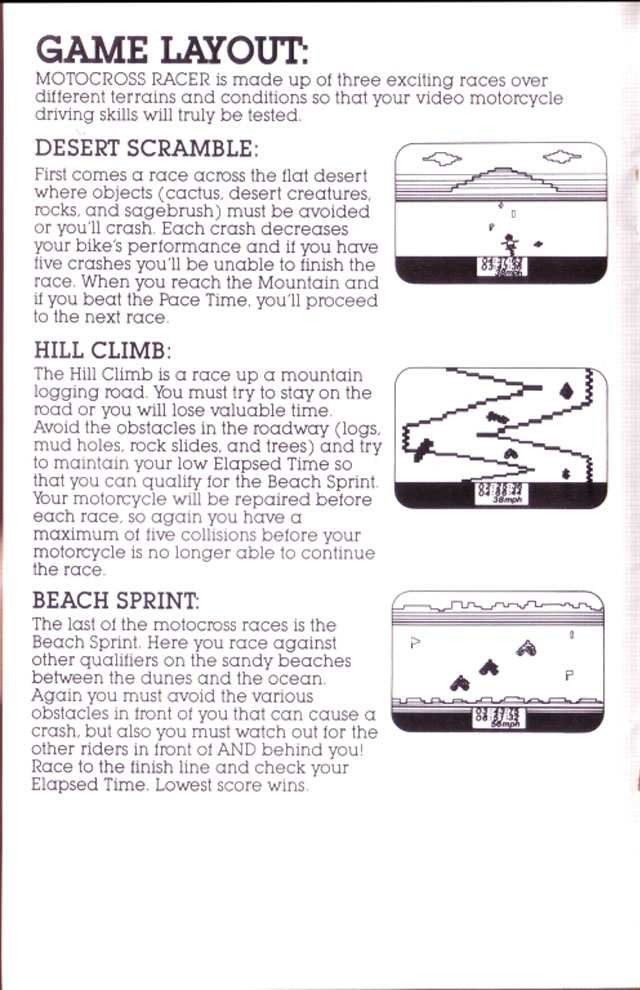 GAME LAYOUT:
MOTOCROSS RACER is made up of three exciting races over
different terrains and conditions so that your video motorcycle
driving skills will truly be tested.
DESERT SCRAMBLE:
First comes a race across the flat desert
where objects (cactus, desert creatures,
rocks, and sagebrush) must be avoided
or you'll crash. Each crash decreases
your bike's performance and if you have
five crashes you'll be unable to finish the
race. When you reach the Mountain and
if you beat the Pace Time, you'll proceed
to the next race.
HILL CLIMB:
The Hill Climb is a race up a mountain
logging road. You must try to stay on the
road or you will lose valuable time.
Avoid the obstacles in the roadway (logs,
mud holes, rock slides, and trees) and try
to maintain your low Elapsed Time so
that you can qualify for the Beach Sprint.
Your motorcycle will be repaired before
each race, so again you have a
maximum of five collisions before your
motorcycle is no longer able to continue
the race.
38mph
BEACH SPRINT:
The last of the motocross races is the
Beach Sprint. Here you race against
other qualifiers on the sandy beaches
between the dunes and the ocean.
Again you must avoid the various
obstacles in front of you that can cause a
crash, but also you must watch out for the
other riders in front of AND behind you!
Race to the finish line and check your
Elapsed Time. Lowest score wins.